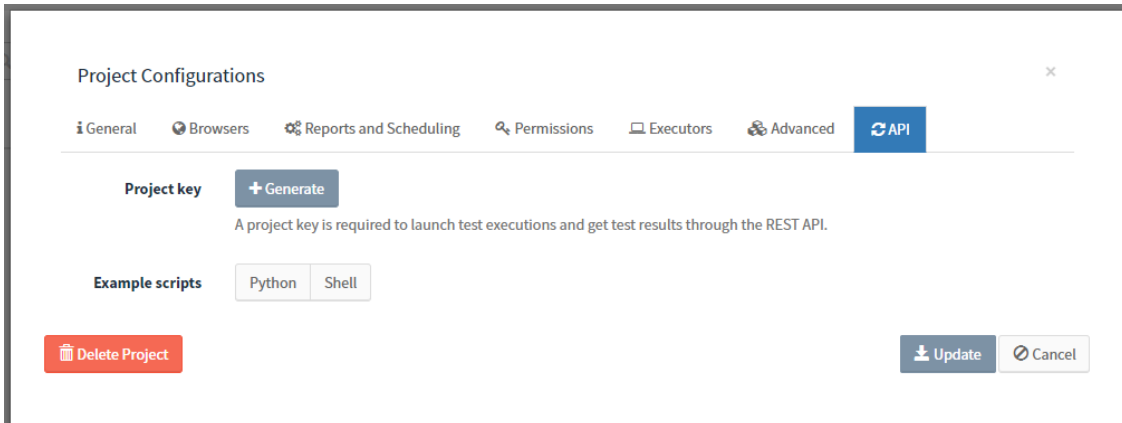 Project Configurations
×
General Browsers Reports and Scheduling Permissions Executors Advanced API
Project key + Generate
A project key is required to launch test executions and get test results through the REST API.
Example scripts Python Shell
Delete Project Update Cancel